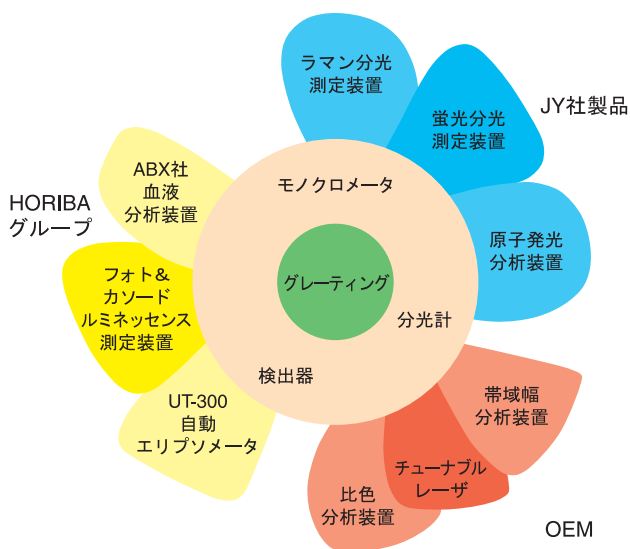 ラマン分光
測定装置
蛍光分光
測定装置
JY社製品
ABX社
血液
分析装置
HORIBA
グループ
モノクロメータ
原子発光
分析装置
フォト&
カソード
ルミネッセンス
測定装置
グレーティング
分光計
検出器
UT-300
自動
エリプソメータ
帯域幅
分析装置
チューナブル
レーザ
比色
分析装置
OEM